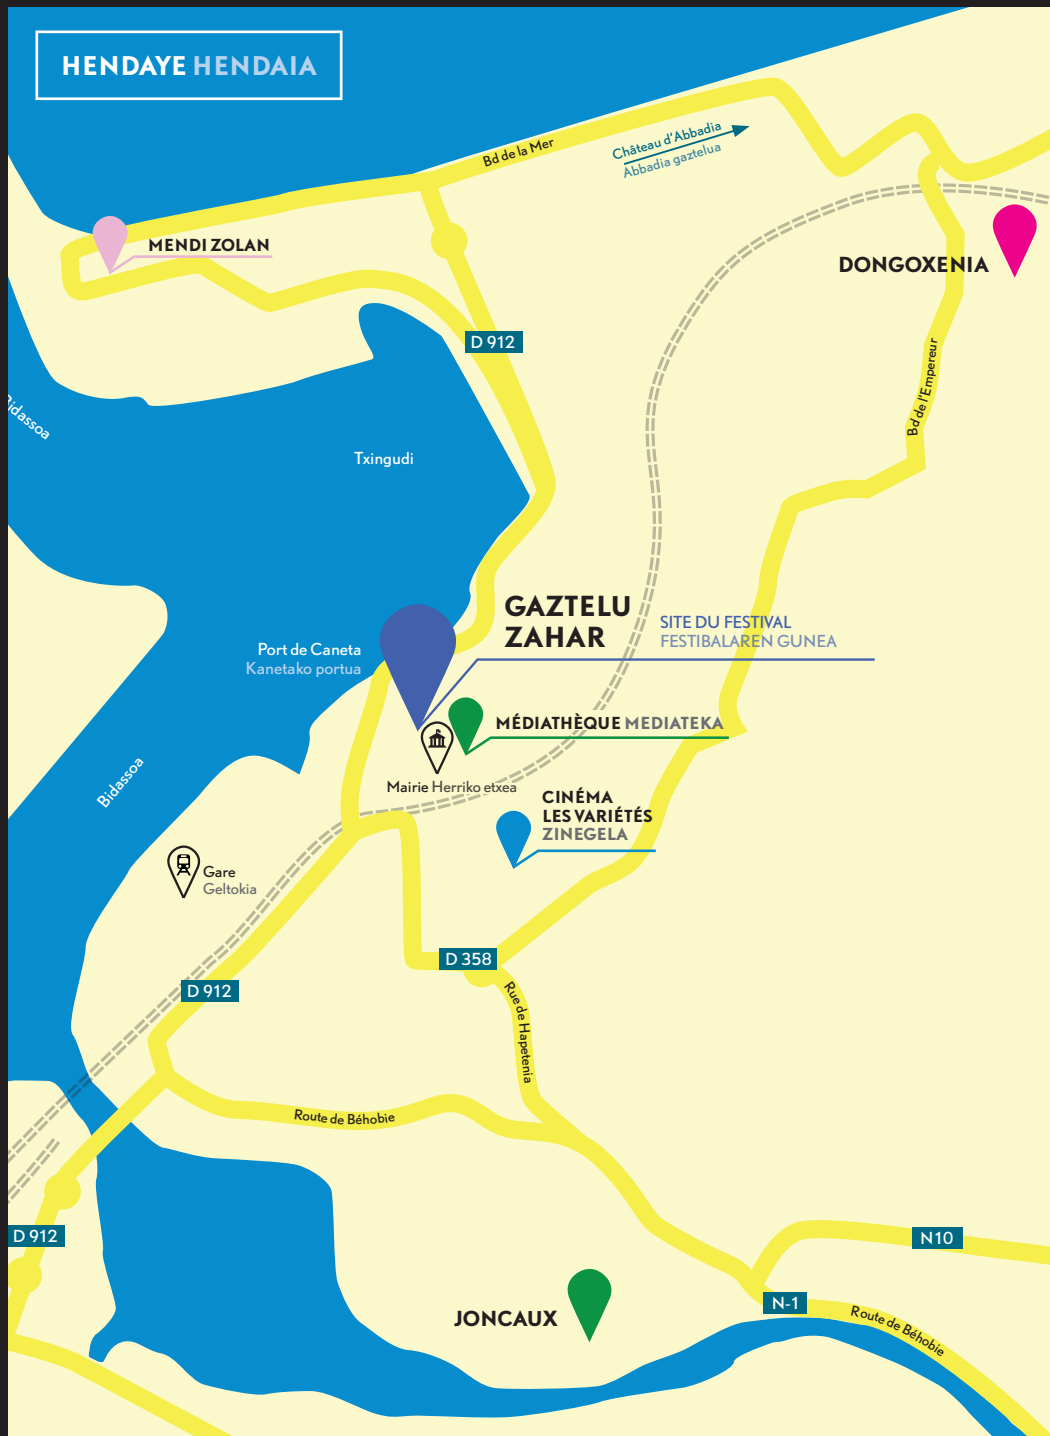 HENDAYE HENDAIA
Bd de la Mer
Château d'Abbadia
Abbadia gaztelua
MENDI ZOLAN
DONGOXENIA
D 912
Bd de l'Empereur
Bidassoa
Txingudi
GAZTELU
ZAHAR
SITE DU FESTIVAL
FESTIBALAREN GUNEA
Port de Caneta
Kanetako portua
MÉDIATHÈQUE MEDIATEKA
Mairie Herriko etxea
Bidassoa
CINÉMA
LES VARIÉTÉS
ZINEGELA
Gare
Geltokia
D 358
D 912
Rue de Hapetenia
Route de Béhobie
D 912
N10
N-1
Route de Béhobie
JONCAUX